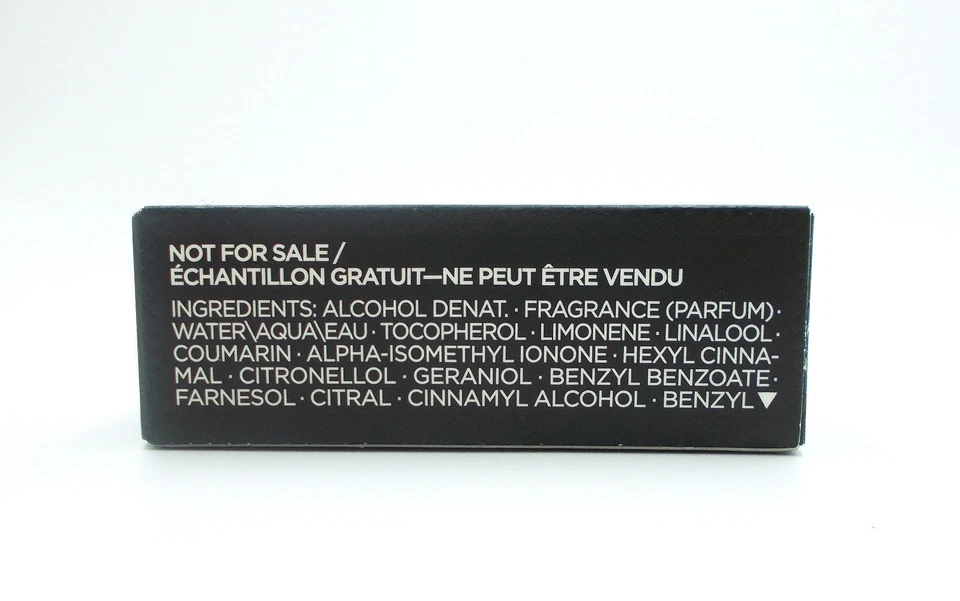 NOT FOR SALE /
ÉCHANTILLON GRATUIT—NE PEUT ÊTRE VENDU
INGREDIENTS: ALCOHOL DENAT. · FRAGRANCE (PARFUM) ·
WATER\AQUA\EAU · TOCOPHEROL · LIMONENE · LINALOOL ·
COUMARIN · ALPHA-ISOMETHYL IONONE · HEXYL CINNA-
MAL · CITRONELLOL · GERANIOL · BENZYL BENZOATE ·
FARNESOL · CITRAL · CINNAMYL ALCOHOL · BENZYL▼